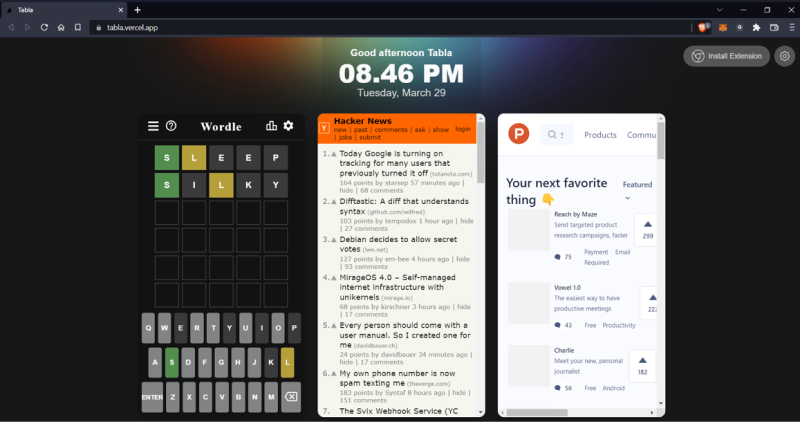 Tabla
tabla.vercel.app
Good afternoon Tabla
08.46 PM
Tuesday, March 29
Install Extension
Wordle
S L E E P
S I L K Y
Q W E R T Y U I O P
A S D F G H J K L
ENTER Z X C V B N M
Y
Hacker News
new | past | comments | ask | show
| jobs | submit
login
1. Today Google is turning on
tracking for many users that
previously turned it off (tutanota.com)
164 points by starsep 57 minutes ago |
hide | 68 comments
2. Difftastic: A diff that understands
syntax (github.com/wilfred)
103 points by tempodox 1 hour ago | hide
| 27 comments
3. Debian decides to allow secret
votes (lwn.net)
127 points by em-bee 4 hours ago | hide
| 93 comments
4. MirageOS 4.0 – Self-managed
internet infrastructure with
unikernels (mirage.io)
68 points by kirschner 3 hours ago | hide
| 17 comments
5. Every person should come with a
user manual. So I created one for
me (davidbauer.ch)
24 points by davidbauer 34 minutes ago |
hide | 17 comments
6. My own phone number is now
spam texting me (theverge.com)
183 points by Syntaf 8 hours ago | hide |
151 comments
7. The Svix Webhook Service (YC
P
Products
Commu
Your next favorite
thing 👇
Featured
Reach by Maze
Send targeted product
research campaigns, faster
299
75
Payment Email
Required
Vowel 1.0
The easiest way to have
productive meetings
222
43
Free Productivity
Charlie
Meet your new, personal
journalist
182
56
Free Android